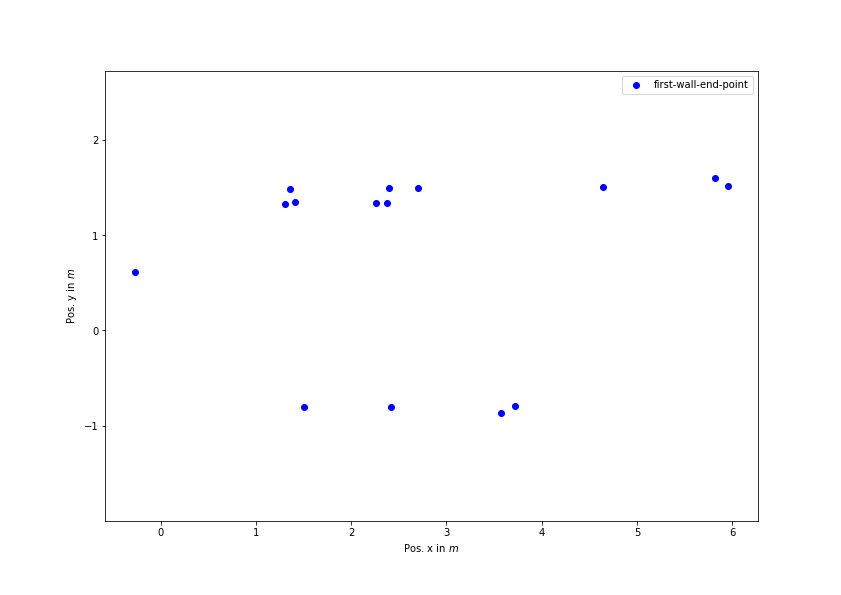 first-wall-end-point
2
1
0
−1
Pos. y in m
0 1 2 3 4 5 6
Pos. x in m